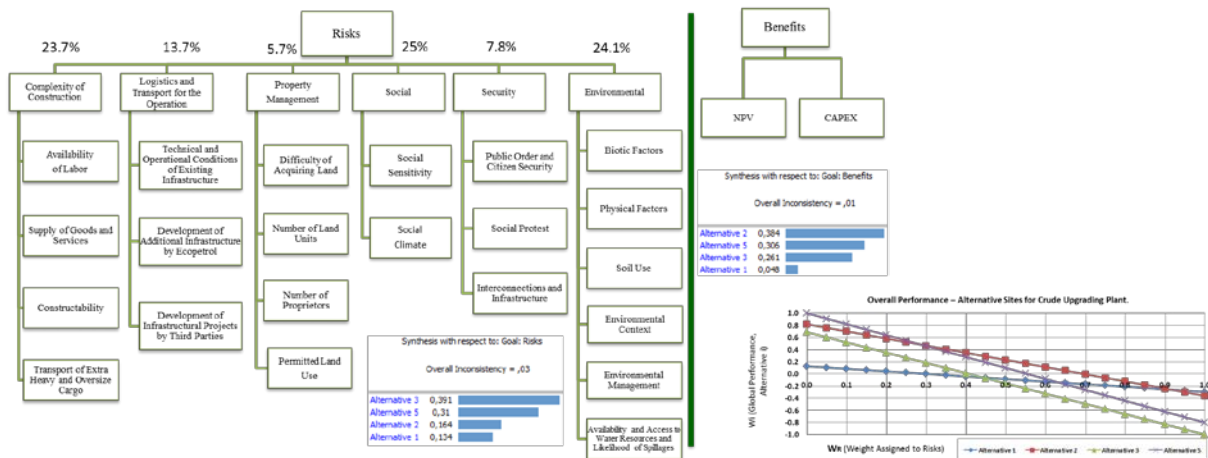 Risks
23.7%
13.7%
5.7%
25%
7.8%
24.1%
Complexity of
Construction
Logistics and
Transport for the
Operation
Property
Management
Social
Security
Environmental
Availability
of Labor
Supply of Goods and
Services
Constructability
Transport of Extra
Heavy and Oversize
Cargo
Technical and
Operational Conditions
of Existing
Infrastructure
Development of
Additional Infrastructure
by Ecopetrol
Development of
Infrastructural Projects
by Third Parties
Difficulty of
Acquiring Land
Number of Land
Units
Number of
Proprietors
Permitted Land
Use
Social
Sensitivity
Social
Climate
Public Order and
Citizen Security
Social Protest
Interconnections and
Infrastructure
Biotic Factors
Physical Factors
Soil Use
Environmental
Context
Environmental
Management
Availability and Access to
Water Resources and
Likelihood of Spillages
Synthesis with respect to: Goal: Risks
Overall Inconsistency = ,03
Alternative 3 0,391
Alternative 5 0,31
Alternative 2 0,164
Alternative 1 0,134
Benefits
NPV
CAPEX
Synthesis with respect to: Goal: Benefits
Overall Inconsistency = ,01
Alternative 2 0,384
Alternative 5 0,306
Alternative 3 0,261
Alternative 1 0,048
Overall Performance – Alternative Sites for Crude Upgrading Plant.
Wi (Global Performance,
Alternative i)
1.0
0.8
0.6
0.4
0.2
0.0
-0.2
-0.4
-0.6
-0.8
-1.0
0.0 0.1 0.2 0.3 0.4 0.5 0.6 0.7 0.8 0.9 1.0
WR (Weight Assigned to Risks)
Alternative 1 Alternative 2 Alternative 3 Alternative 5